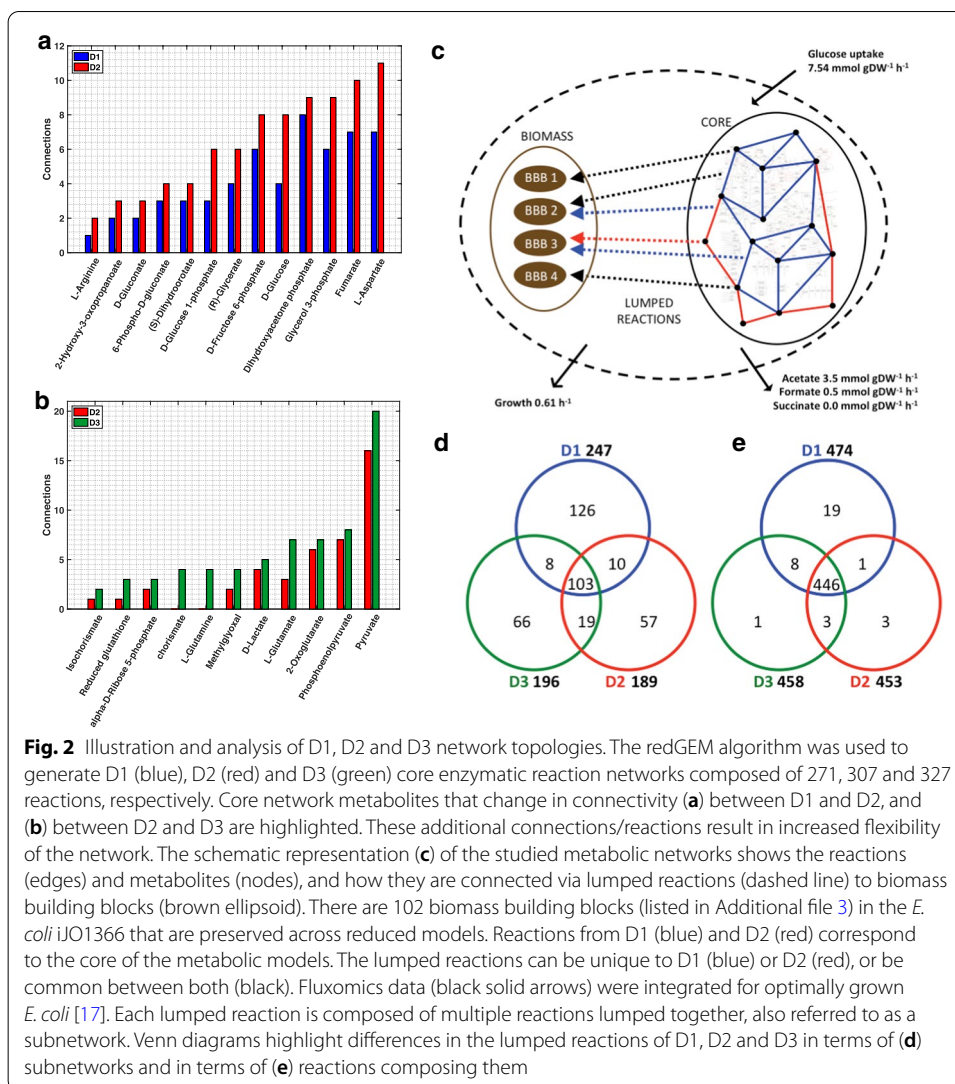 a
D1
D2
Connections
12
10
8
6
4
2
0
L-Arginine
2-Hydroxy-3-oxopropanoate
D-Gluconate
6-Phospho-D-gluconate
(S)-Dihydroorotate
D-Glucose 1-phosphate
(R)-Glycerate
D-Fructose 6-phosphate
D-Glucose
Dihydroxyacetone phosphate
Glycerol 3-phosphate
Fumarate
L-Aspartate
b
D2
D3
Connections
20
15
10
5
0
Isochorismate
Reduced glutathione
alpha-D-Ribose 5-phosphate
chorismate
L-Glutamine
Methylglyoxal
D-Lactate
L-Glutamate
2-Oxoglutarate
Phosphoenolpyruvate
Pyruvate
c
Glucose uptake
7.54 mmol gDW⁻¹ h⁻¹
CORE
BIOMASS
BBB 1
BBB 2
BBB 3
BBB 4
LUMPED
REACTIONS
Growth 0.61 h⁻¹
Acetate 3.5 mmol gDW⁻¹ h⁻¹
Formate 0.5 mmol gDW⁻¹ h⁻¹
Succinate 0.0 mmol gDW⁻¹ h⁻¹
d
D1 247
126
8
10
103
66
19
57
D3 196
D2 189
e
D1 474
19
8
1
446
1
3
3
D3 458
D2 453
Fig. 2 Illustration and analysis of D1, D2 and D3 network topologies. The redGEM algorithm was used to
generate D1 (blue), D2 (red) and D3 (green) core enzymatic reaction networks composed of 271, 307 and 327
reactions, respectively. Core network metabolites that change in connectivity (a) between D1 and D2, and
(b) between D2 and D3 are highlighted. These additional connections/reactions result in increased flexibility
of the network. The schematic representation (c) of the studied metabolic networks shows the reactions
(edges) and metabolites (nodes), and how they are connected via lumped reactions (dashed line) to biomass
building blocks (brown ellipsoid). There are 102 biomass building blocks (listed in Additional file 3) in the E.
coli iJO1366 that are preserved across reduced models. Reactions from D1 (blue) and D2 (red) correspond
to the core of the metabolic models. The lumped reactions can be unique to D1 (blue) or D2 (red), or be
common between both (black). Fluxomics data (black solid arrows) were integrated for optimally grown
E. coli [17]. Each lumped reaction is composed of multiple reactions lumped together, also referred to as a
subnetwork. Venn diagrams highlight differences in the lumped reactions of D1, D2 and D3 in terms of (d)
subnetworks and in terms of (e) reactions composing them